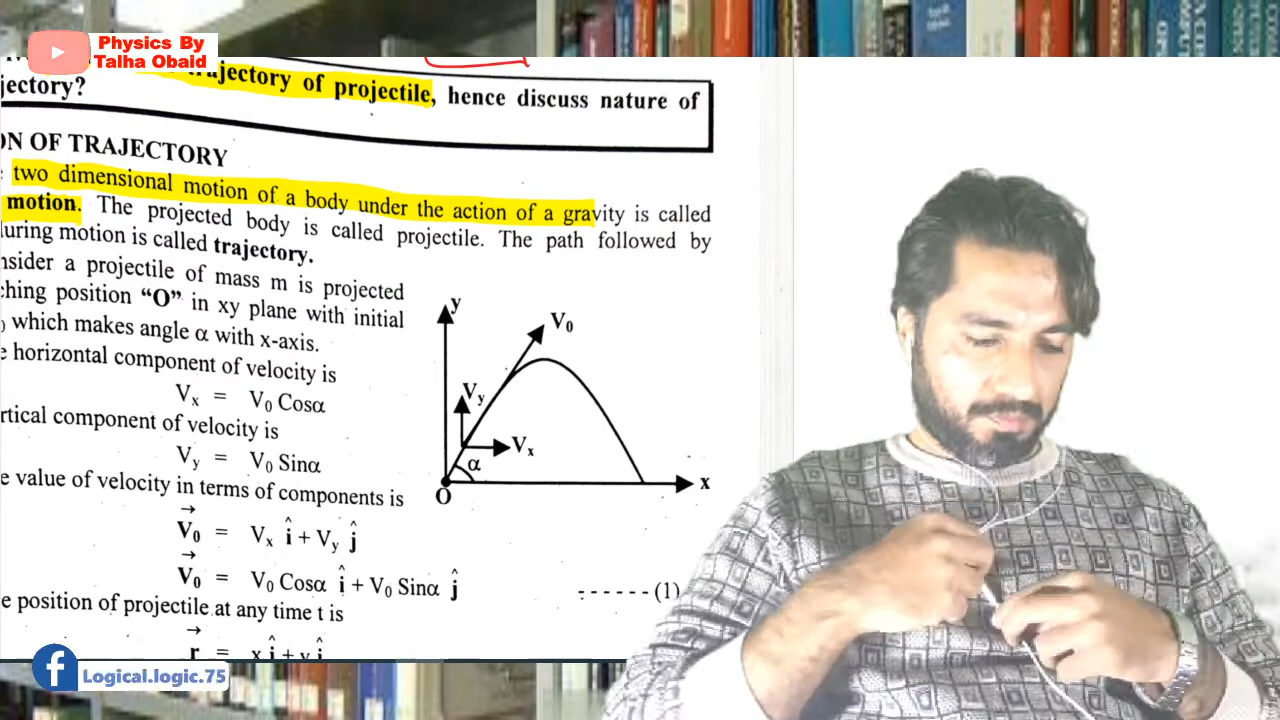 Physics By
Talha Obaid
trajectory of projectile, hence discuss nature of
jectory?
ON OF TRAJECTORY
two dimensional motion of a body under the action of a gravity is called
motion. The projected body is called projectile. The path followed by
during motion is called trajectory.
nsider a projectile of mass m is projected
ching position “O” in xy plane with initial
which makes angle α with x-axis.
e horizontal component of velocity is
Vx = V0 Cosα
rtical component of velocity is
Vy = V0 Sinα
e value of velocity in terms of components is
V0 = Vx î + Vy ĵ
V0 = V0 Cosα î + V0 Sinα ĵ ------(1)
e position of projectile at any time t is
r = x î + y ĵ
y
V0
Vy
Vx
α
O
x
f
Logical.logic.75